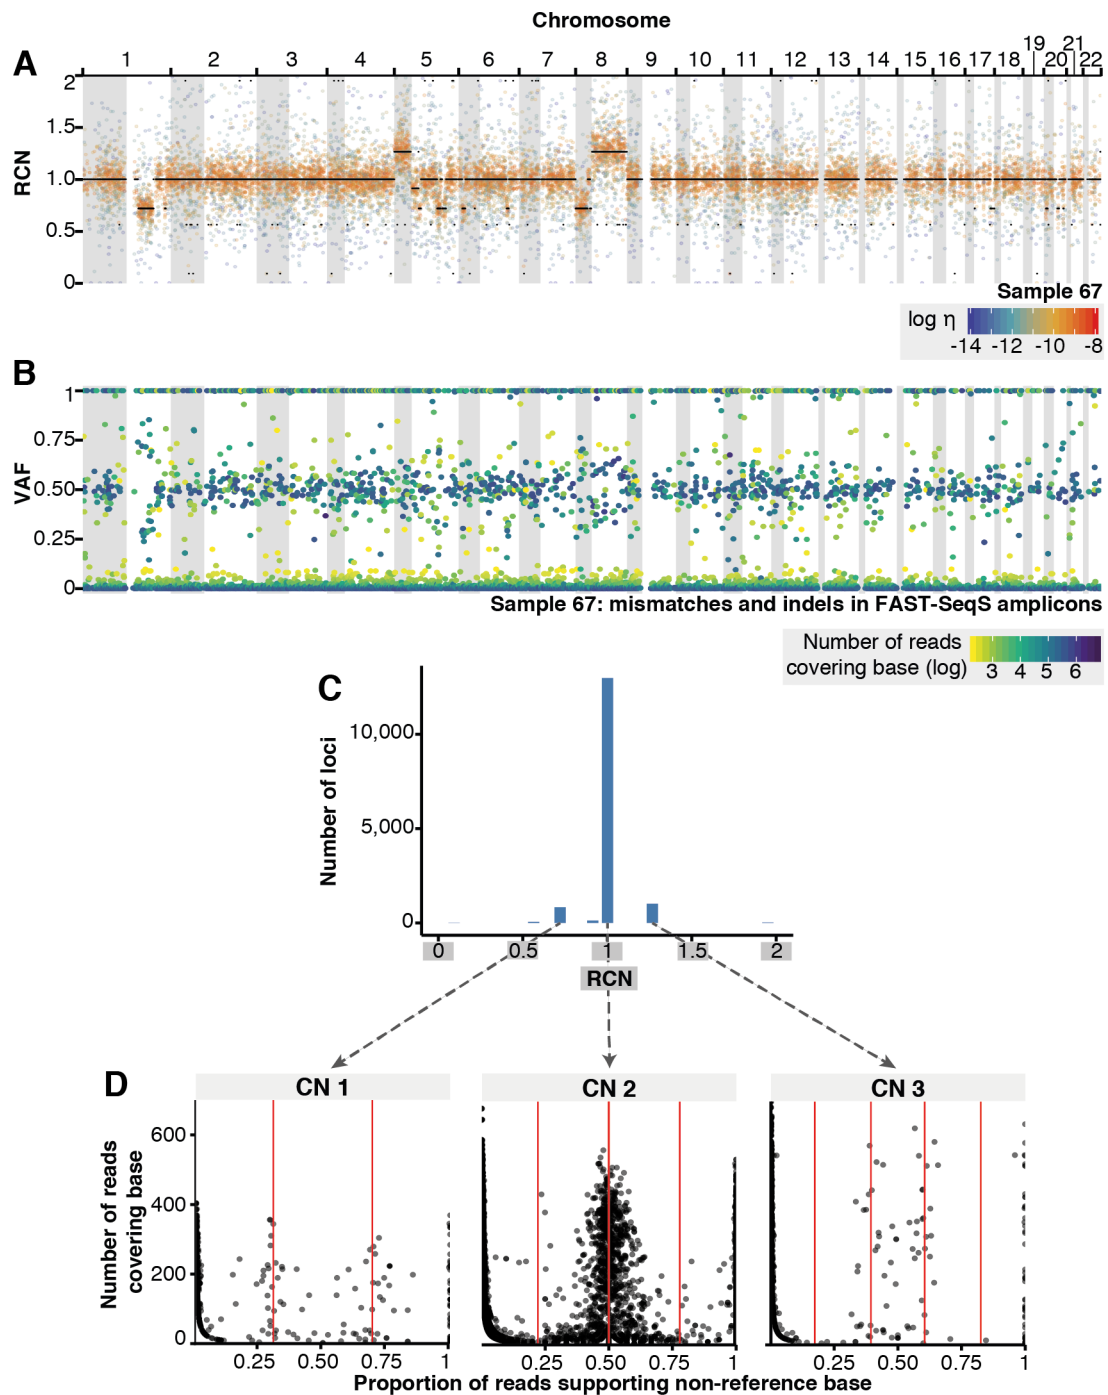 Chromosome
A
1 2 3 4 5 6 7 8 9 10 11 12 13 14 15 16 17 18 19 20 21 22
2
1.5
1.0
0.5
0
RCN
Sample 67
log η
-14 -12 -10 -8
B
1
0.75
0.50
0.25
0
VAF
Sample 67: mismatches and indels in FAST-SeqS amplicons
Number of reads
covering base (log)
3 4 5 6
C
10,000
5,000
0
Number of loci
0 0.5 1 1.5 2
RCN
D
CN 1 CN 2 CN 3
600
400
200
0
Number of reads
covering base
0.25 0.50 0.75 1 0.25 0.50 0.75 1 0.25 0.50 0.75 1
Proportion of reads supporting non-reference base